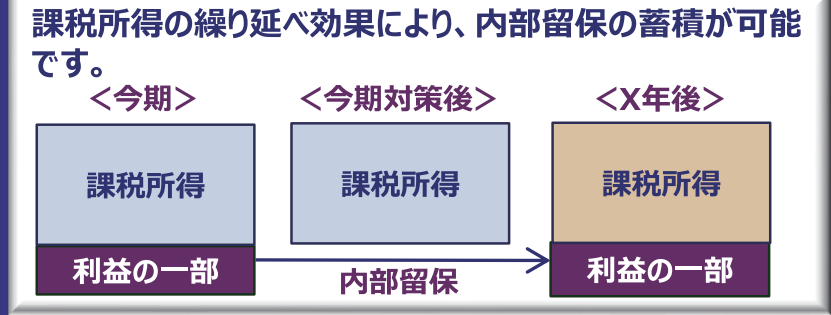 課税所得の繰り延べ効果により、内部留保の蓄積が可能
です。
＜今期＞
＜今期対策後＞
＜X年後＞
課税所得
課税所得
課税所得
利益の一部
内部留保
利益の一部